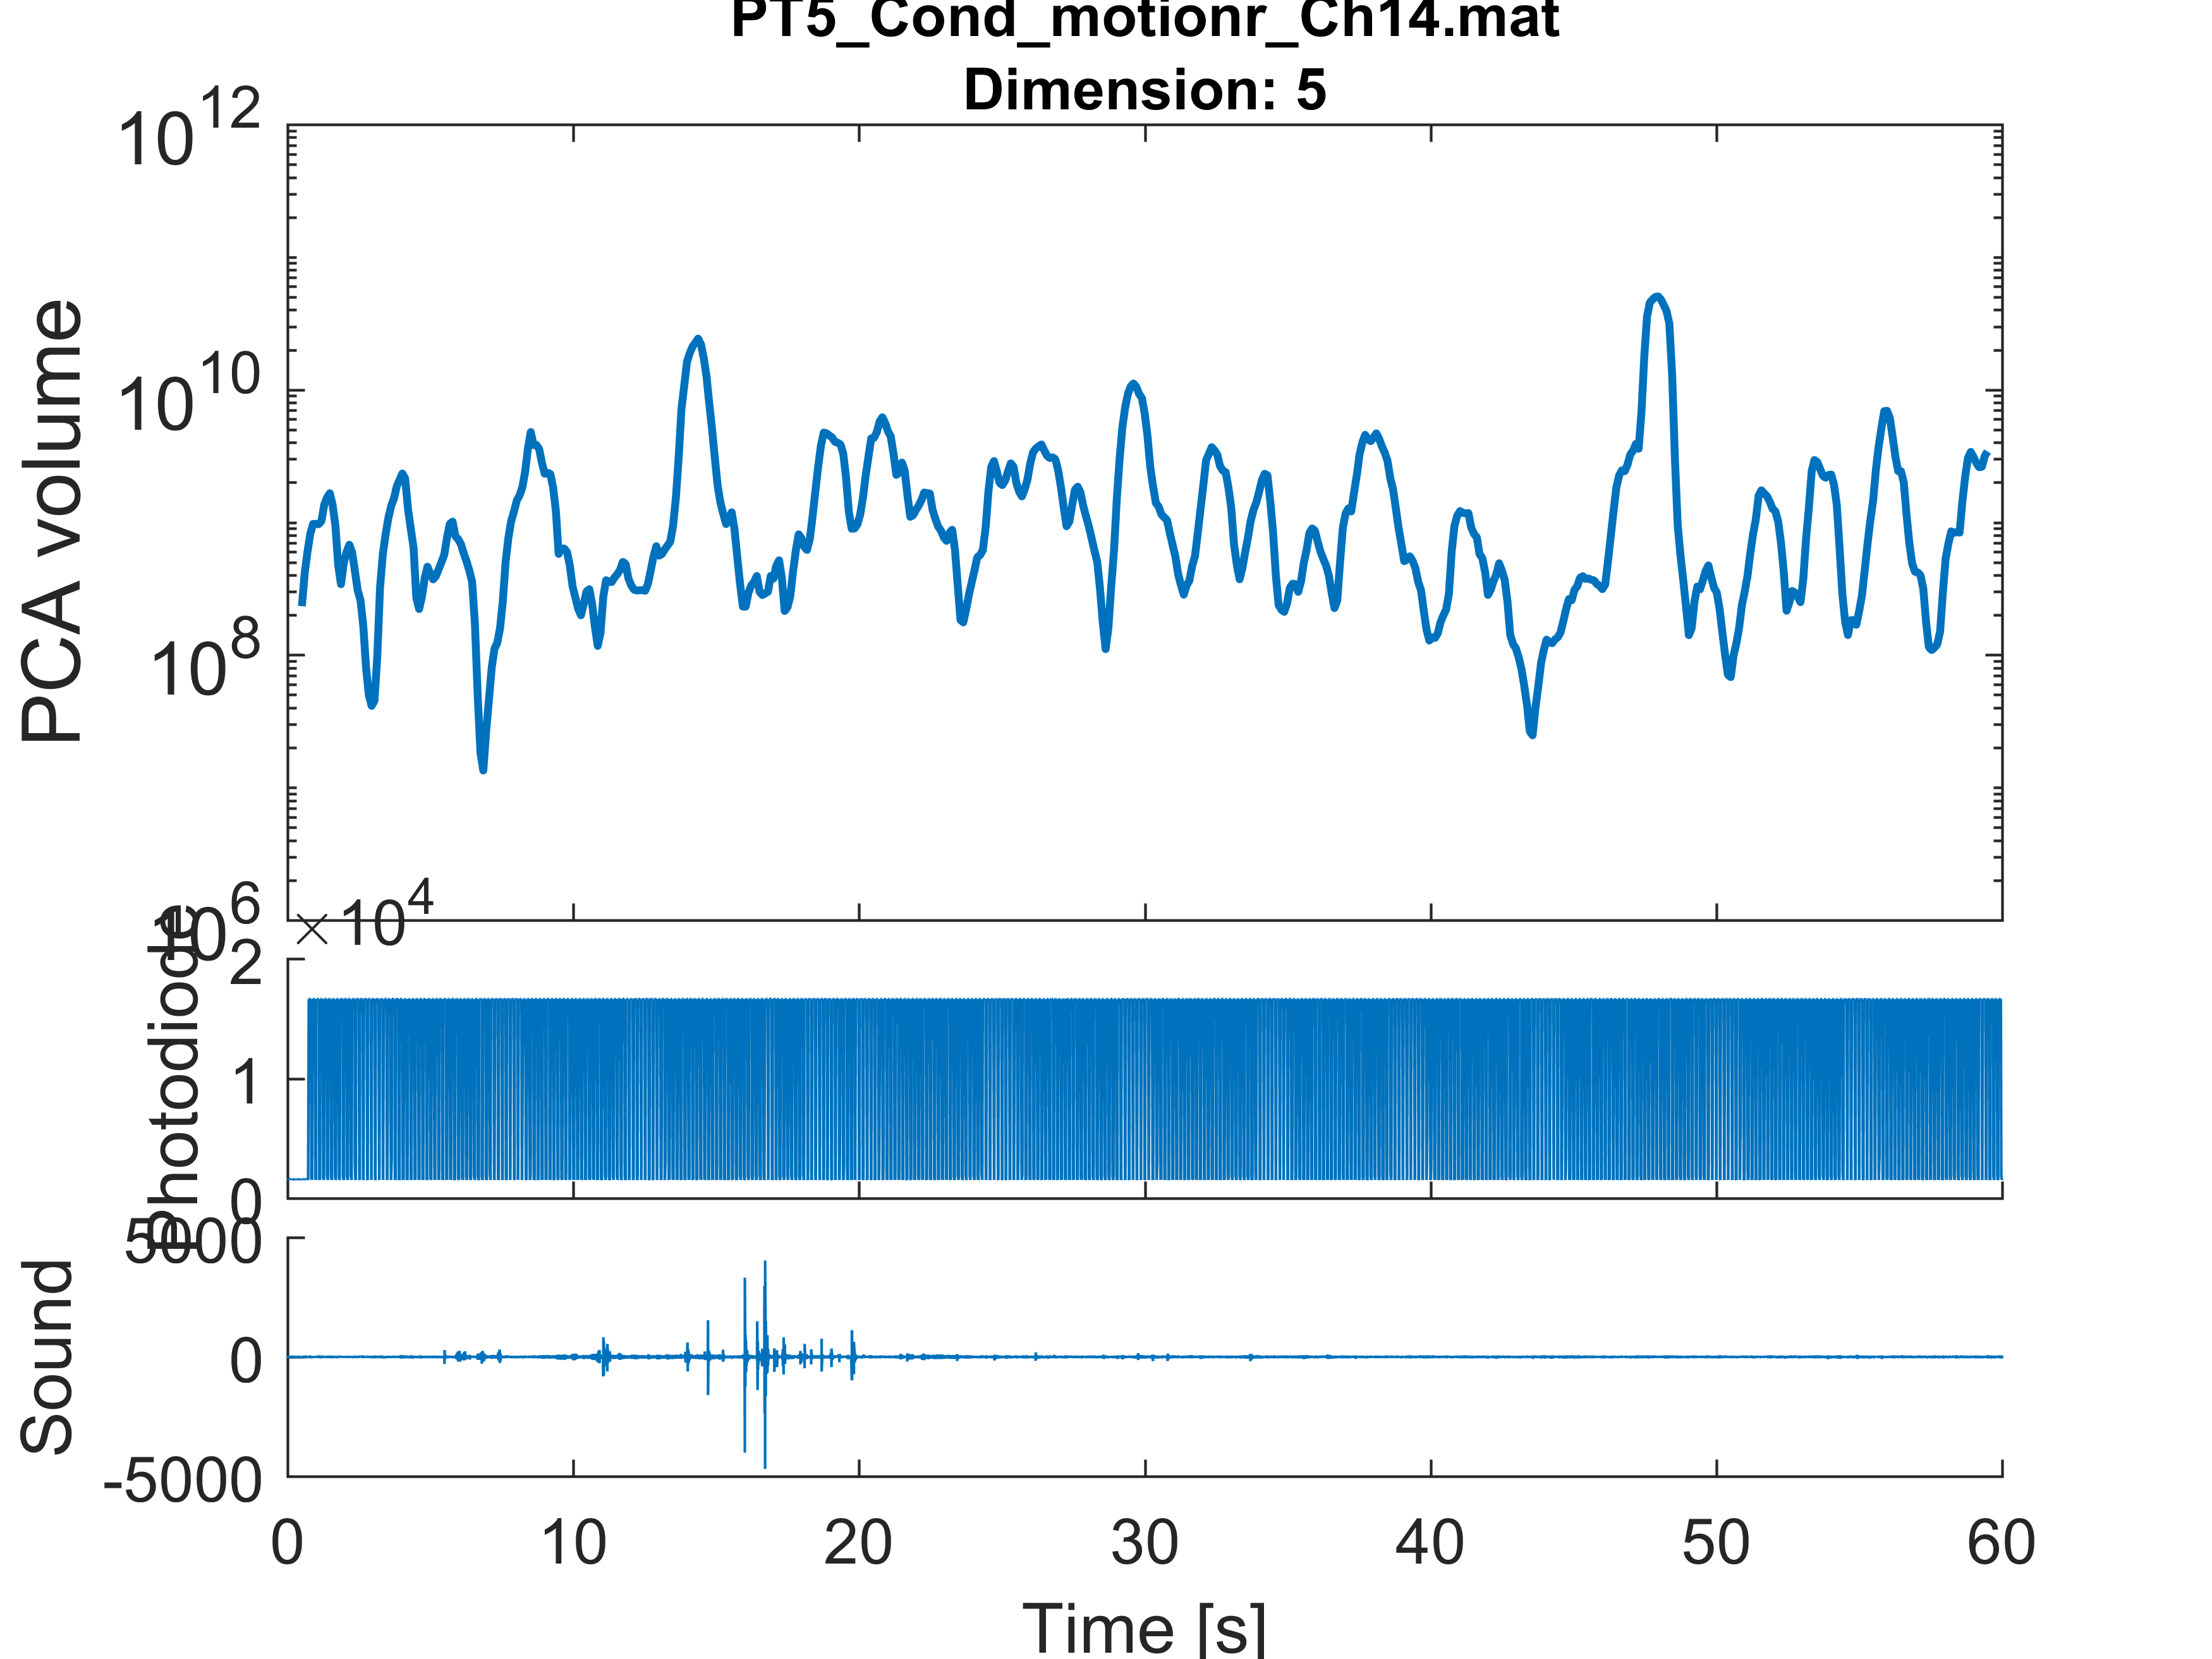 PT5_Cond_motionr_Ch14.mat
Dimension: 5
10^12
10^10
10^8
10^6
PCA volume
×10^4
2
1
0
Photodiode
5000
0
-5000
Sound
0 10 20 30 40 50 60
Time [s]